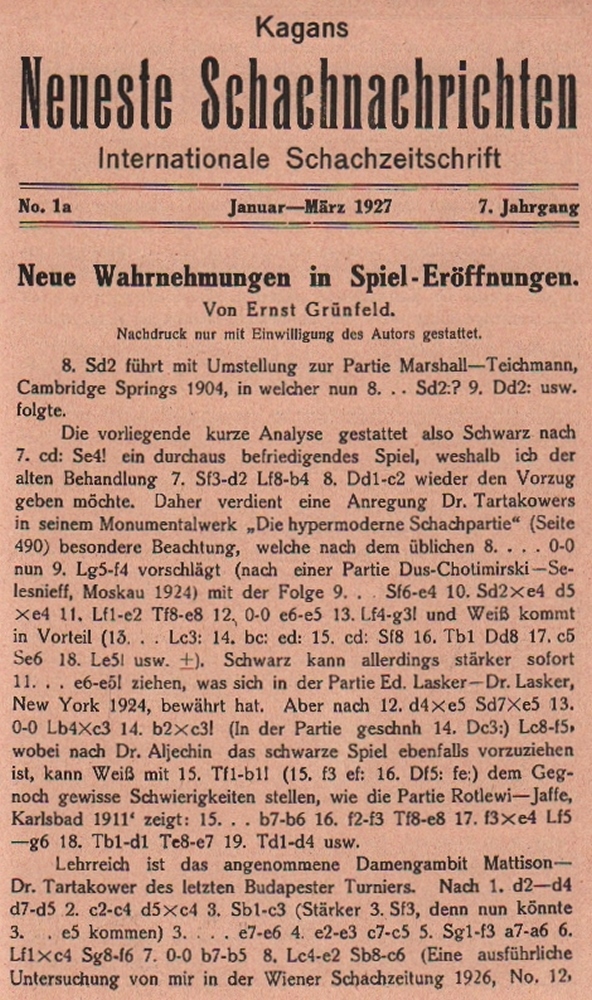 Kagans
Neueste Schachnachrichten
Internationale Schachzeitschrift
No. 1a Januar—März 1927 7. Jahrgang
Neue Wahrnehmungen in Spiel-Eröffnungen.
Von Ernst Grünfeld.
Nachdruck nur mit Einwilligung des Autors gestattet.
8. Sd2 führt mit Umstellung zur Partie Marshall—Teichmann,
Cambridge Springs 1904, in welcher nun 8. . . Sd2:? 9. Dd2: usw.
folgte.
Die vorliegende kurze Analyse gestattet also Schwarz nach
7. cd: Se4! ein durchaus befriedigendes Spiel, weshalb ich der
alten Behandlung 7. Sf3-d2 Lf8-b4 8. Dd1-c2 wieder den Vorzug
geben möchte. Daher verdient eine Anregung Dr. Tartakowers
in seinem Monumentalwerk „Die hypermoderne Schachpartie“ (Seite
490) besondere Beachtung, welche nach dem üblichen 8. . . . 0-0
nun 9. Lg5-f4 vorschlägt (nach einer Partie Dus-Chotimirski—Se-
lesnieff, Moskau 1924) mit der Folge 9. . Sf6-e4 10. Sd2×e4 d5
×e4 11. Lf1-e2 Tf8-e8 12. 0-0 e6-e5 13. Lf4-g3! und Weiß kommt
in Vorteil (13. . . Lc3: 14. bc: ed: 15. cd: Sf8 16. Tb1 Dd8 17. c5
Se6 18. Le5! usw. ±). Schwarz kann allerdings stärker sofort
11. . . e6-e5! ziehen, was sich in der Partie Ed. Lasker—Dr. Lasker,
New York 1924, bewährt hat. Aber nach 12. d4×e5 Sd7×e5 13.
0-0 Lb4×c3 14. b2×c3! (In der Partie geschnh 14. Dc3:) Lc8-f5,
wobei nach Dr. Aljechin das schwarze Spiel ebenfalls vorzuziehen
ist, kann Weiß mit 15. Tf1-b1! (15. f3 ef: 16. Df5: fe:) dem Geg-
noch gewisse Schwierigkeiten stellen, wie die Partie Rotlewi—Jaffe,
Karlsbad 1911‘ zeigt: 15. . . b7-b6 16. f2-f3 Tf8-e8 17. f3×e4 Lf5
—g6 18. Tb1-d1 Te8-e7 19. Td1-d4 usw.
Lehrreich ist das angenommene Damengambit Mattison—
Dr. Tartakower des letzten Budapester Turniers. Nach 1. d2—d4
d7-d5 2. c2-c4 d5×c4 3. Sb1-c3 (Stärker 3. Sf3, denn nun könnte
3. . e5 kommen) 3. . . . e7-e6 4. e2-e3 c7-c5 5. Sg1-f3 a7-a6 6.
Lf1×c4 Sg8-f6 7. 0-0 b7-b5 8. Lc4-e2 Sb8-c6 (Eine ausführliche
Untersuchung von mir in der Wiener Schachzeitung 1926, No. 12,